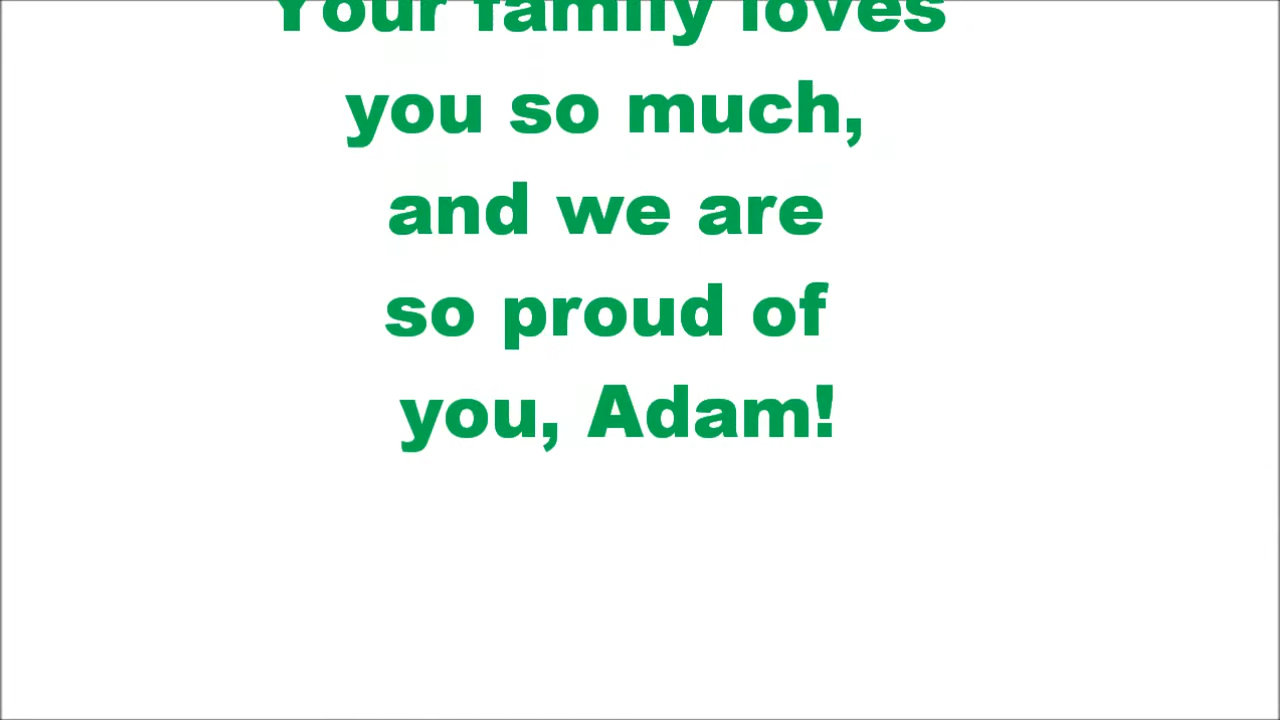 Your family loves
you so much,
and we are
so proud of
you, Adam!